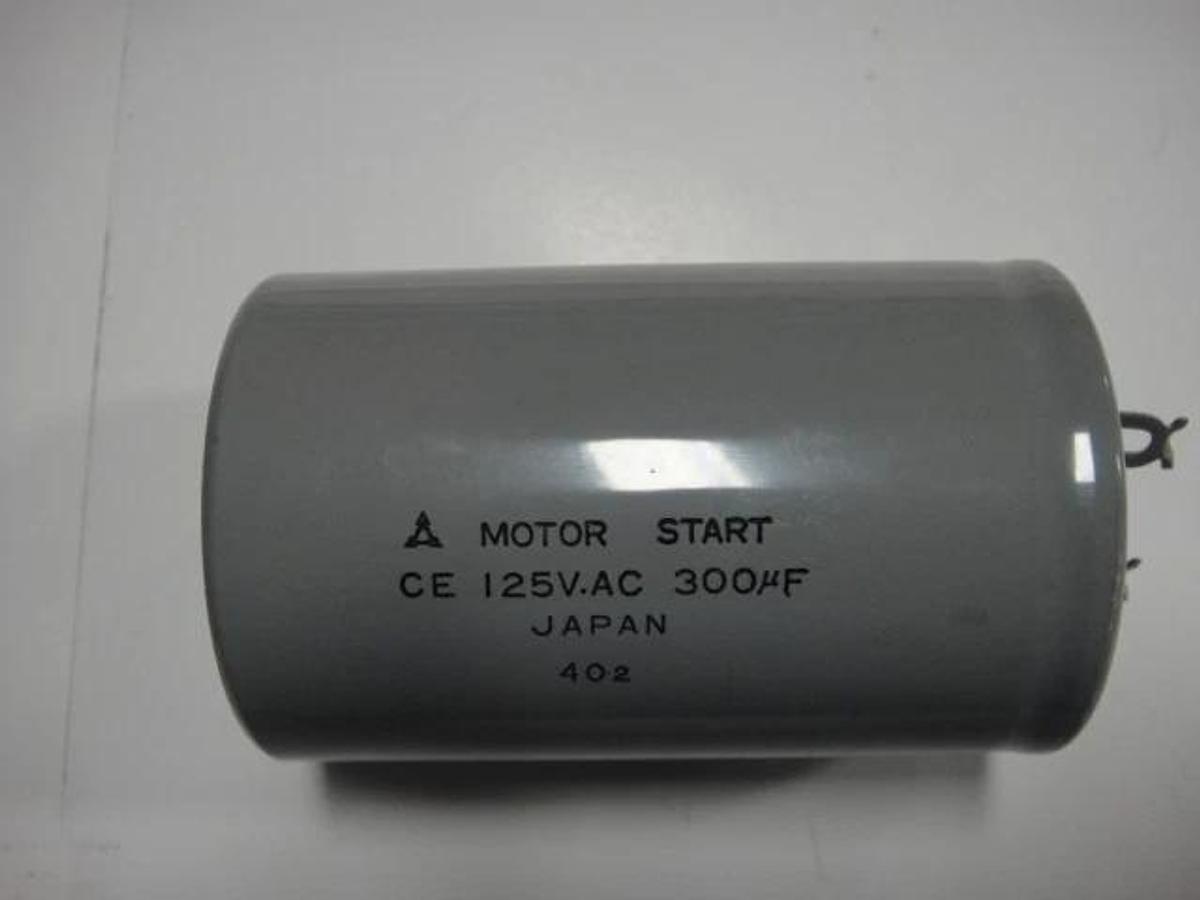 MOTOR START
CE 125V.AC 300µF
JAPAN
402